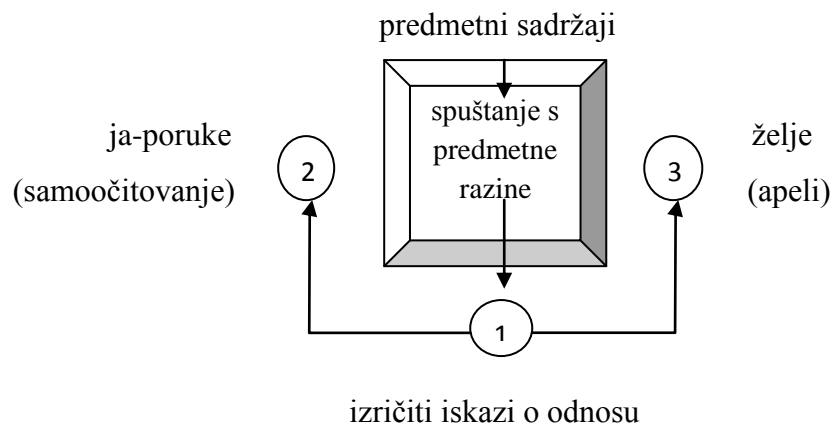 predmetni sadržaji
spuštanje s
predmetne
razine
ja-poruke
(samoočitovanje)
2
3
želje
(apeli)
1
izričiti iskazi o odnosu